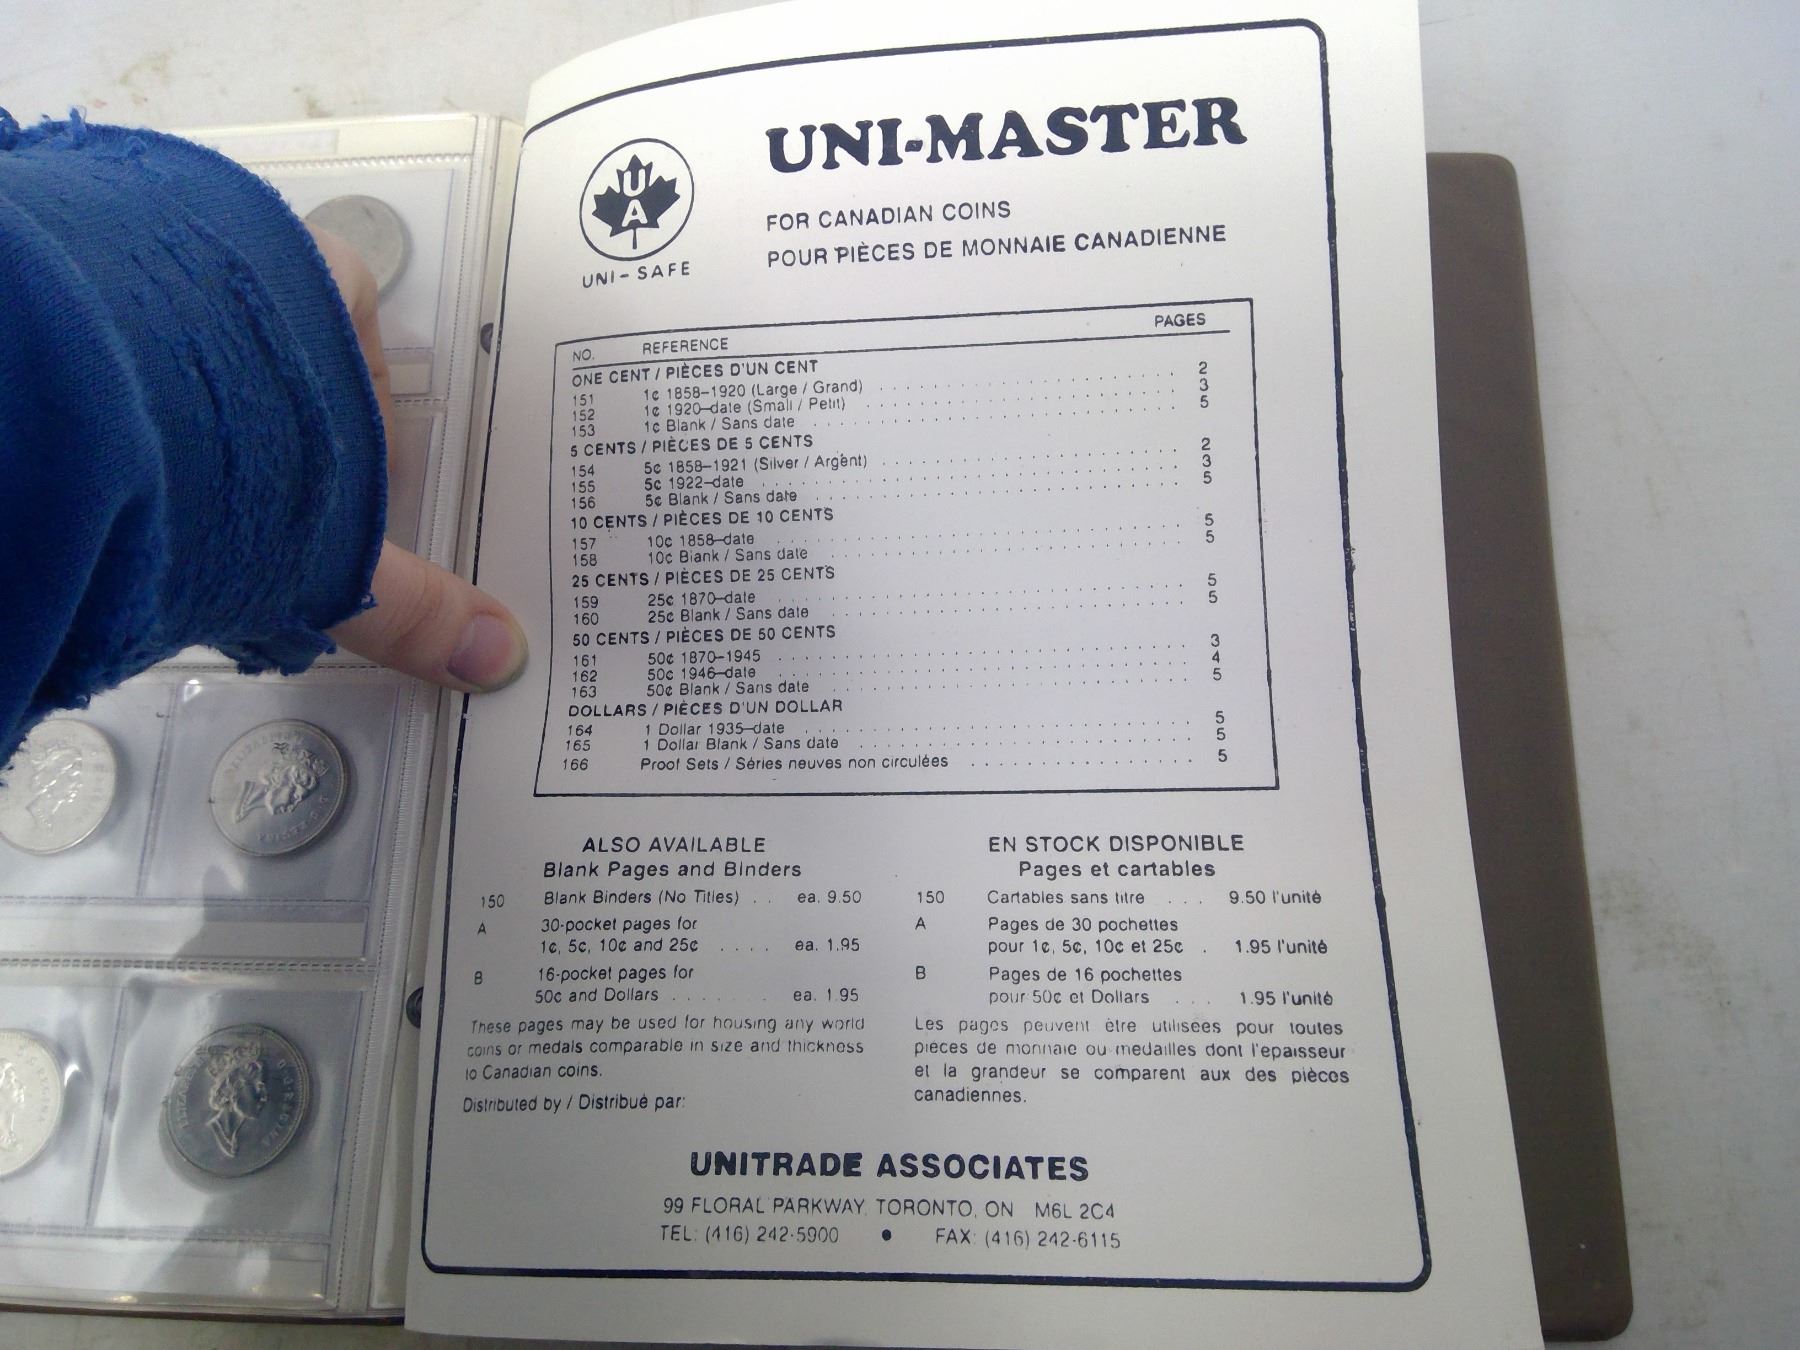 UNI-MASTER
U
A
UNI-SAFE
FOR CANADIAN COINS
POUR PIÈCES DE MONNAIE CANADIENNE
NO. REFERENCE PAGES
ONE CENT / PIÈCES D'UN CENT
151 1¢ 1858–1920 (Large / Grand) 2
152 1¢ 1920–date (Small / Petit) 3
153 1¢ Blank / Sans date 5
5 CENTS / PIÈCES DE 5 CENTS
154 5¢ 1858–1921 (Silver / Argent) 2
155 5¢ 1922–date 3
156 5¢ Blank / Sans date 5
10 CENTS / PIÈCES DE 10 CENTS
157 10¢ 1858–date 5
158 10¢ Blank / Sans date 5
25 CENTS / PIÈCES DE 25 CENTS
159 25¢ 1870–date 5
160 25¢ Blank / Sans date 5
50 CENTS / PIÈCES DE 50 CENTS
161 50¢ 1870–1945 3
162 50¢ 1946–date 4
163 50¢ Blank / Sans date 5
DOLLARS / PIÈCES D'UN DOLLAR
164 1 Dollar 1935–date 5
165 1 Dollar Blank / Sans date 5
166 Proof Sets / Séries neuves non circulées 5
ALSO AVAILABLE
Blank Pages and Binders
150 Blank Binders (No Titles) . . ea. 9.50
A 30-pocket pages for
1¢, 5¢, 10¢ and 25¢ . . . . ea. 1.95
B 16-pocket pages for
50¢ and Dollars . . . . . . ea. 1.95
These pages may be used for housing any world
coins or medals comparable in size and thickness
to Canadian coins.
Distributed by / Distribué par:
EN STOCK DISPONIBLE
Pages et cartables
150 Cartables sans titre . . . 9.50 l'unité
A Pages de 30 pochettes
pour 1¢, 5¢, 10¢ et 25¢ . 1.95 l'unité
B Pages de 16 pochettes
pour 50¢ et Dollars . . . 1.95 l'unité
Les pages peuvent être utilisées pour toutes
pièces de monnaie ou medailles dont l'epaisseur
et la grandeur se comparent aux des pièces
canadiennes.
UNITRADE ASSOCIATES
99 FLORAL PARKWAY, TORONTO, ON M6L 2C4
TEL: (416) 242-5900 • FAX: (416) 242-6115